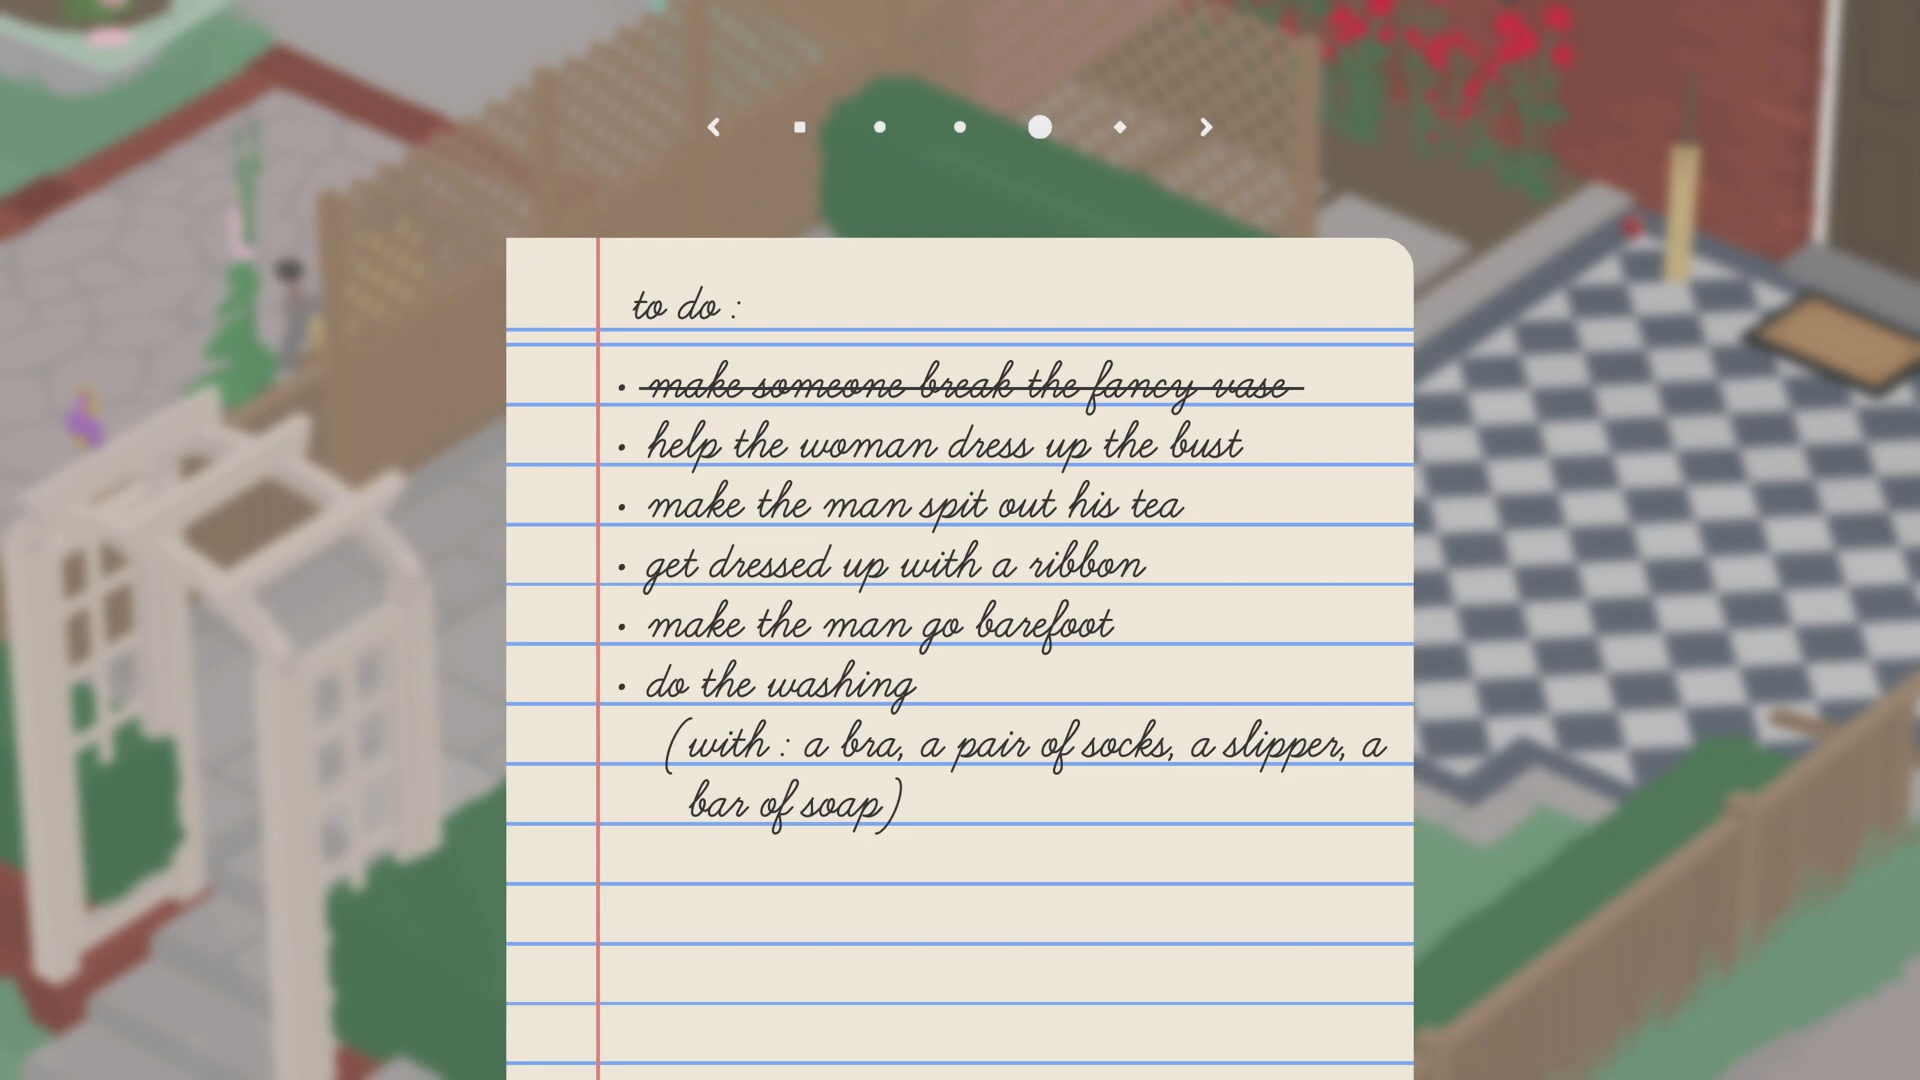 to do :
• make someone break the fancy vase
• help the woman dress up the bust
• make the man spit out his tea
• get dressed up with a ribbon
• make the man go barefoot
• do the washing
(with : a bra, a pair of socks, a slipper, a
bar of soap)